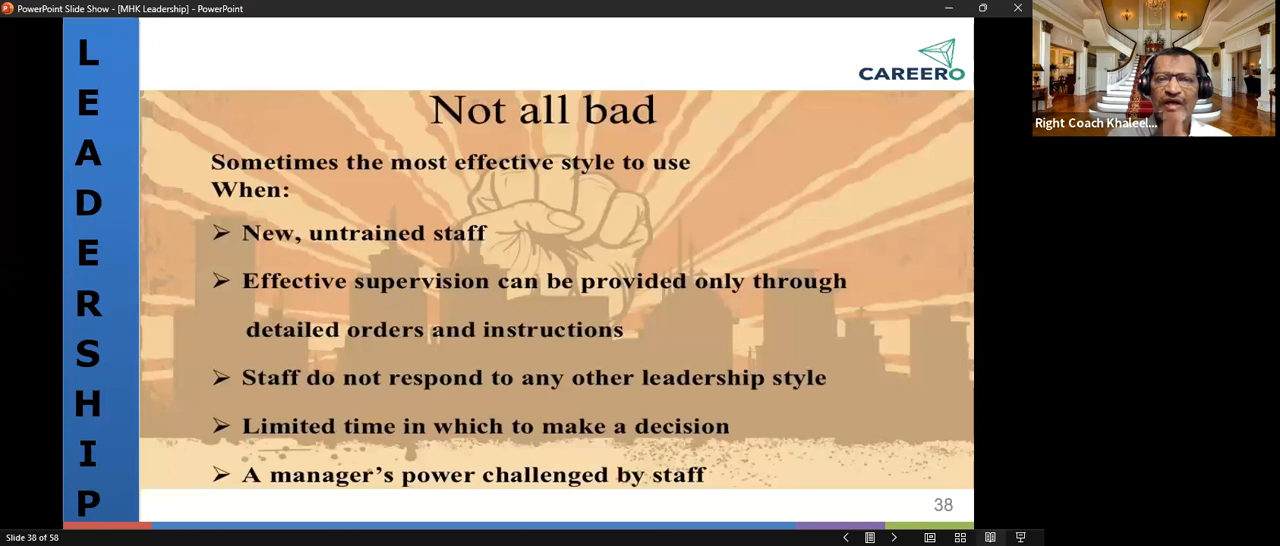 PowerPoint Slide Show - [MHK Leadership] - PowerPoint
LEADERSHIP
CAREERO
Not all bad
Sometimes the most effective style to use
When:
➢ New, untrained staff
➢ Effective supervision can be provided only through
detailed orders and instructions
➢ Staff do not respond to any other leadership style
➢ Limited time in which to make a decision
➢ A manager’s power challenged by staff
38
Right Coach Khaleel...
Slide 38 of 58